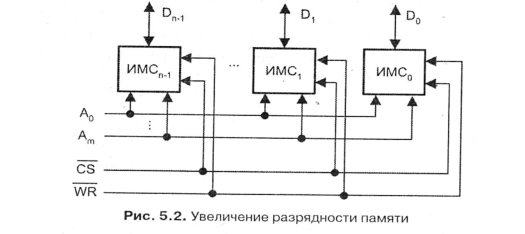 Dn-1 D1 D0
ИМСn-1 ... ИМС1 ИМС0
A0
...
Am
CS
WR
Рис. 5.2. Увеличение разрядности памяти